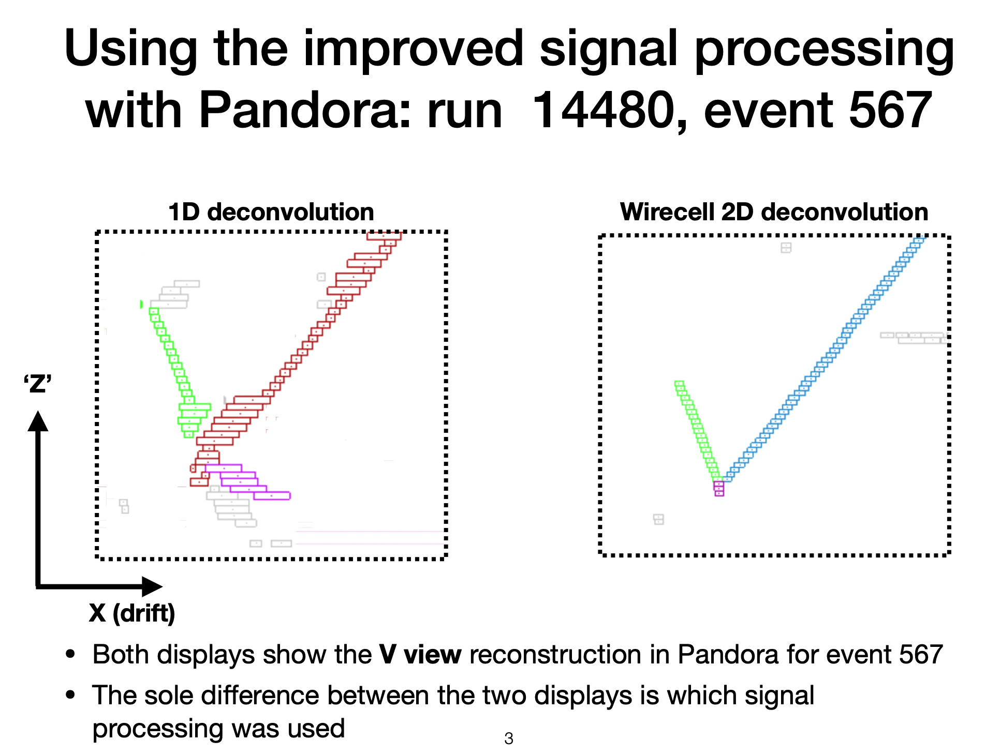 Using the improved signal processing
with Pandora: run 14480, event 567
1D deconvolution
Wirecell 2D deconvolution
‘Z’
X (drift)
• Both displays show the V view reconstruction in Pandora for event 567
• The sole difference between the two displays is which signal
processing was used
3